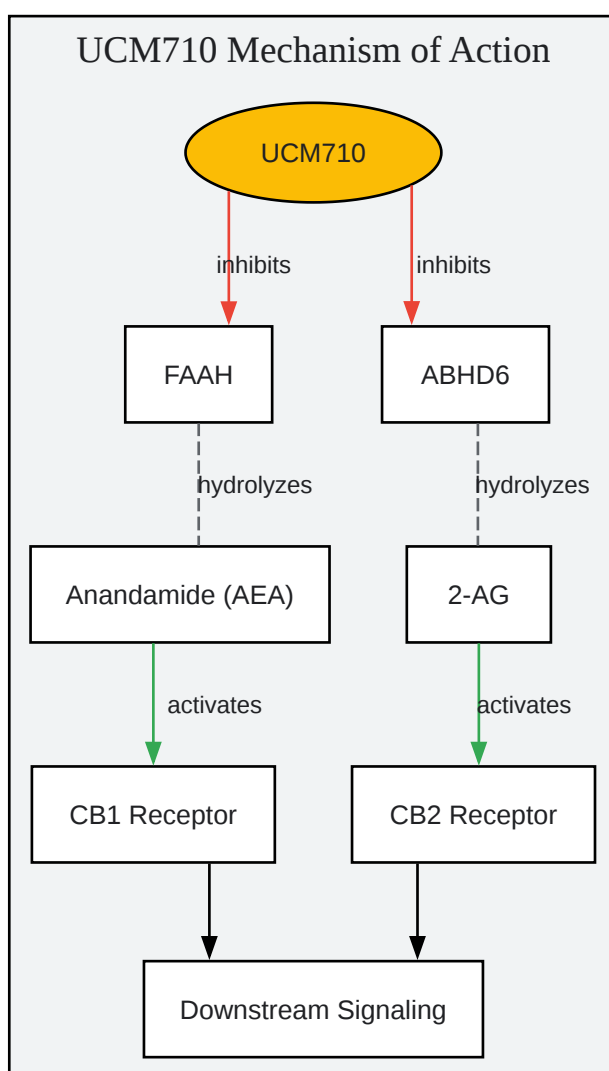 UCM710 Mechanism of Action
UCM710
inhibits
inhibits
FAAH
ABHD6
hydrolyzes
hydrolyzes
Anandamide (AEA)
2-AG
activates
activates
CB1 Receptor
CB2 Receptor
Downstream Signaling